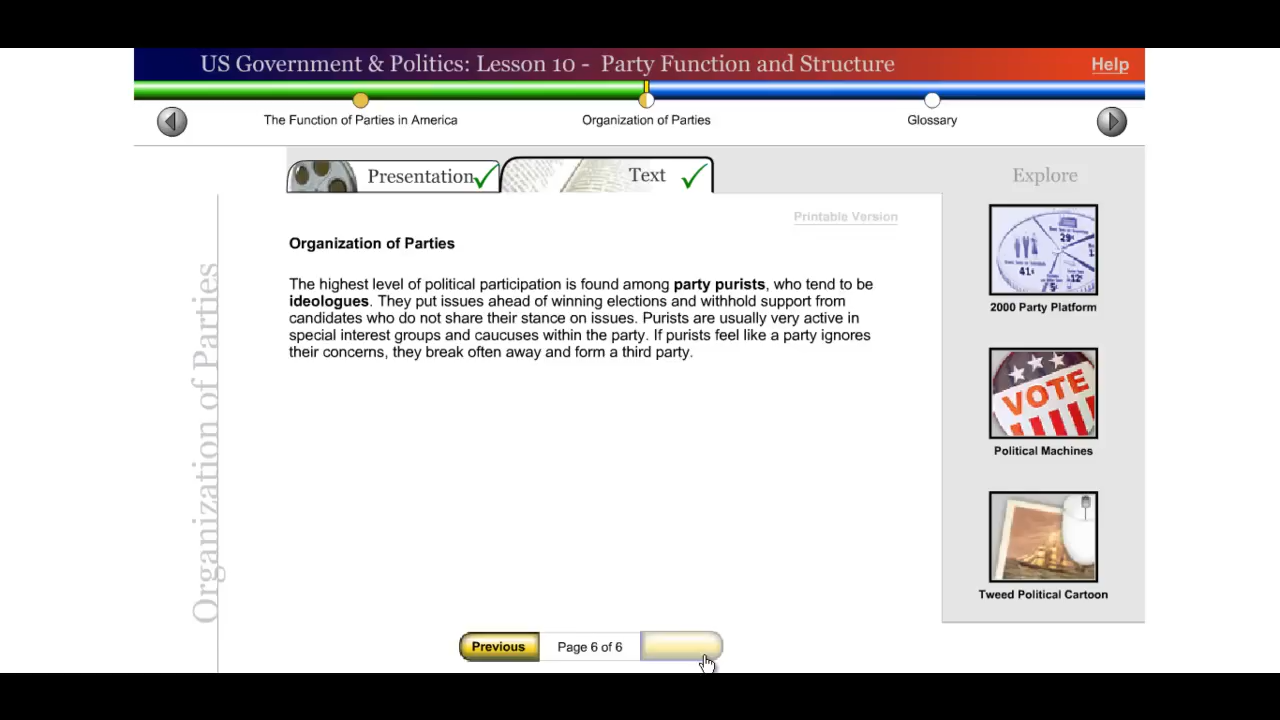 US Government & Politics: Lesson 10 - Party Function and Structure
Help
The Function of Parties in America
Organization of Parties
Glossary
Presentation
Text
Explore
Printable Version
Organization of Parties
The highest level of political participation is found among party purists, who tend to be
ideologues. They put issues ahead of winning elections and withhold support from
candidates who do not share their stance on issues. Purists are usually very active in
special interest groups and caucuses within the party. If purists feel like a party ignores
their concerns, they break often away and form a third party.
Organization of Parties
29¢
41¢
2000 Party Platform
VOTE
Political Machines
Tweed Political Cartoon
Previous
Page 6 of 6